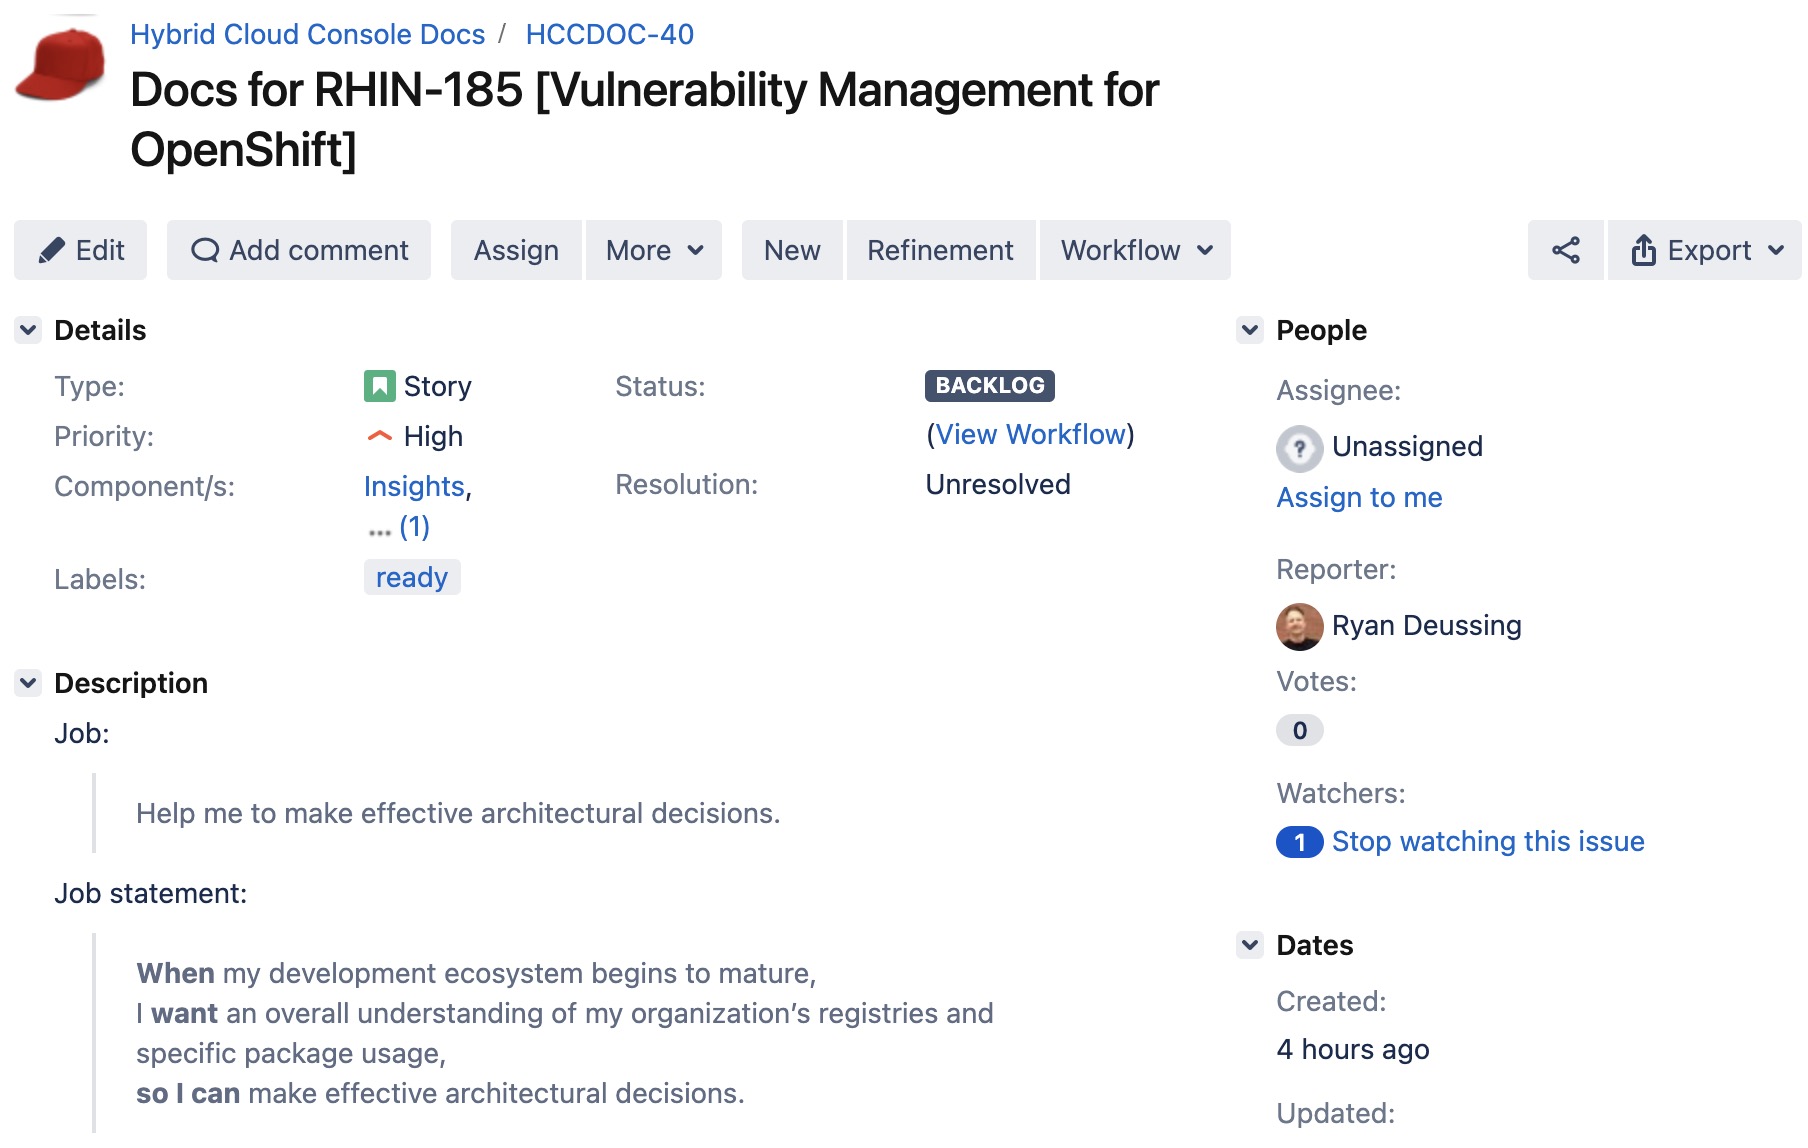 Hybrid Cloud Console Docs / HCCDOC-40
Docs for RHIN-185 [Vulnerability Management for
OpenShift]
Edit
Add comment
Assign
More
New
Refinement
Workflow
Export
Details
Type:
Story
Priority:
High
Component/s:
Insights,
... (1)
Labels:
ready
Status:
BACKLOG
(View Workflow)
Resolution:
Unresolved
Description
Job:
Help me to make effective architectural decisions.
Job statement:
When my development ecosystem begins to mature,
I want an overall understanding of my organization’s registries and
specific package usage,
so I can make effective architectural decisions.
People
Assignee:
? Unassigned
Assign to me
Reporter:
Ryan Deussing
Votes:
0
Watchers:
1 Stop watching this issue
Dates
Created:
4 hours ago
Updated: